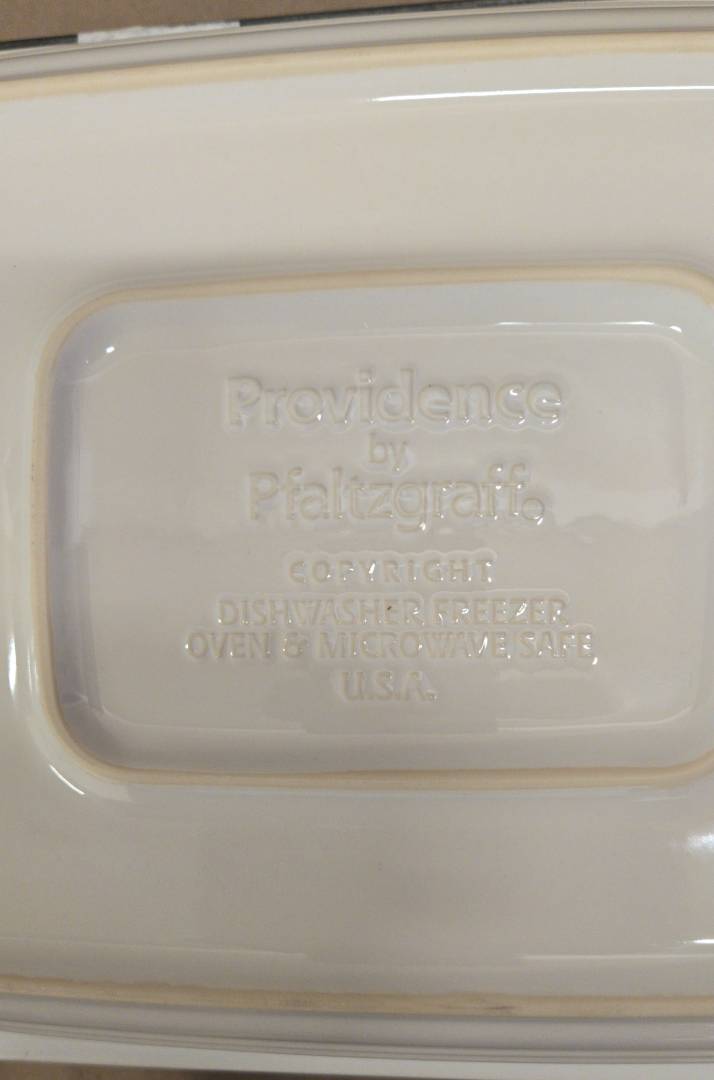 Providence
by
Pfaltzgraff®
COPYRIGHT
DISHWASHER, FREEZER,
OVEN & MICROWAVE SAFE
U.S.A.